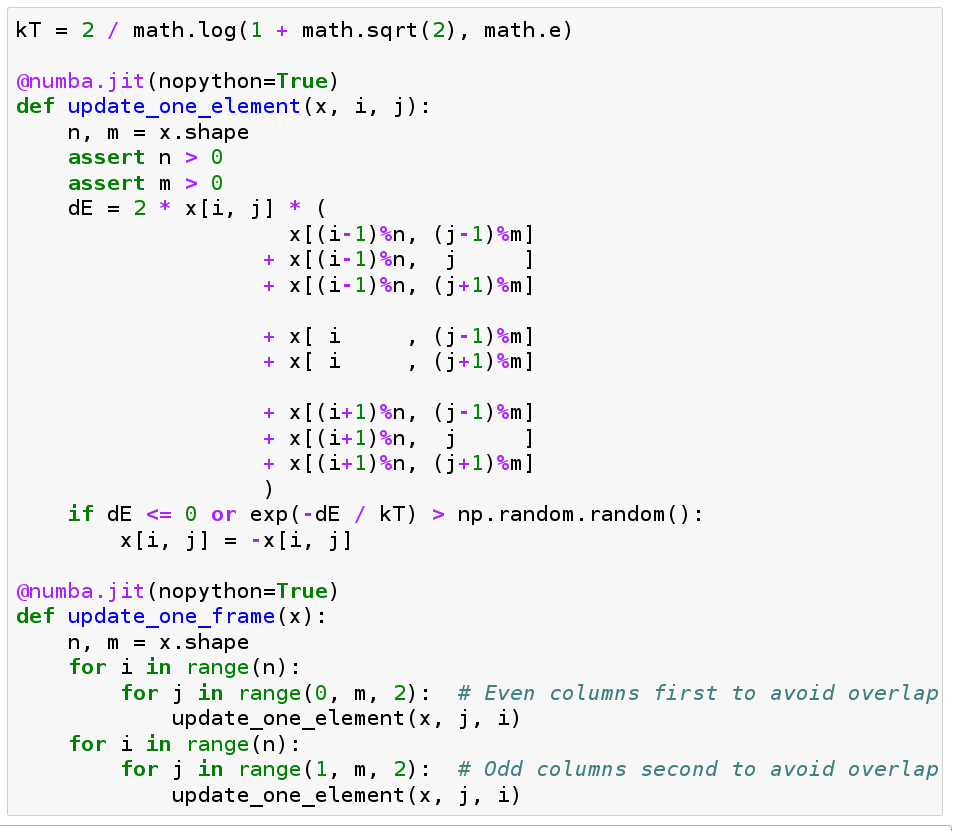 kT = 2 / math.log(1 + math.sqrt(2), math.e)

@numba.jit(nopython=True)
def update_one_element(x, i, j):
    n, m = x.shape
    assert n > 0
    assert m > 0
    dE = 2 * x[i, j] * (
                     x[(i-1)%n, (j-1)%m]
                   + x[(i-1)%n,  j     ]
                   + x[(i-1)%n, (j+1)%m]

                   + x[ i     , (j-1)%m]
                   + x[ i     , (j+1)%m]

                   + x[(i+1)%n, (j-1)%m]
                   + x[(i+1)%n,  j     ]
                   + x[(i+1)%n, (j+1)%m]
                   )
    if dE <= 0 or exp(-dE / kT) > np.random.random():
        x[i, j] = -x[i, j]

@numba.jit(nopython=True)
def update_one_frame(x):
    n, m = x.shape
    for i in range(n):
        for j in range(0, m, 2):  # Even columns first to avoid overlap
            update_one_element(x, j, i)
    for i in range(n):
        for j in range(1, m, 2):  # Odd columns second to avoid overlap
            update_one_element(x, j, i)